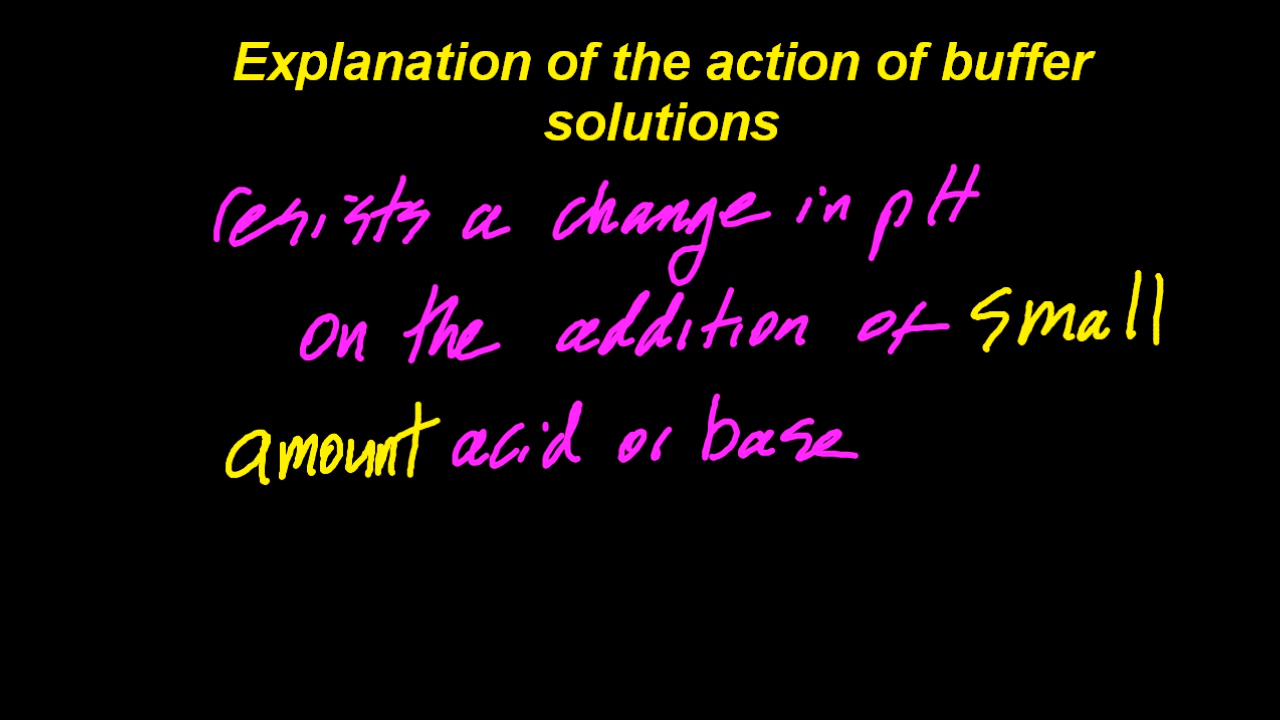 Explanation of the action of buffer
solutions
resists a change in pH
on the addition of small
amount acid or base